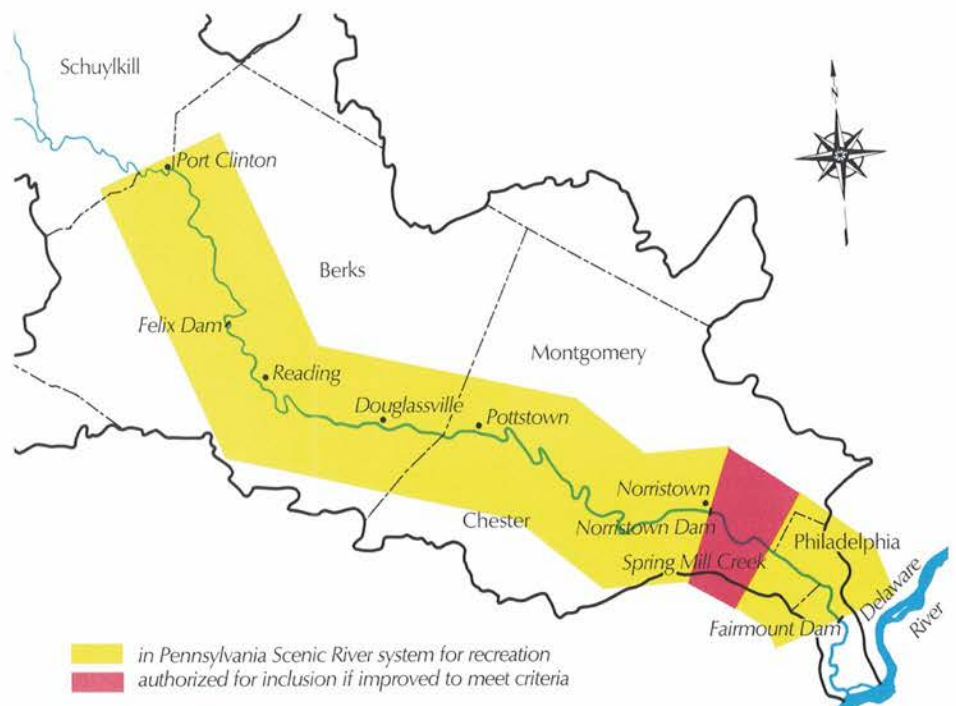 Schuylkill
N
Port Clinton
Berks
Felix Dam
Montgomery
Reading
Douglassville
Pottstown
Norristown
Chester
Norristown Dam
Philadelphia
Spring Mill Creek
Delaware
River
Fairmount Dam
in Pennsylvania Scenic River system for recreation
authorized for inclusion if improved to meet criteria